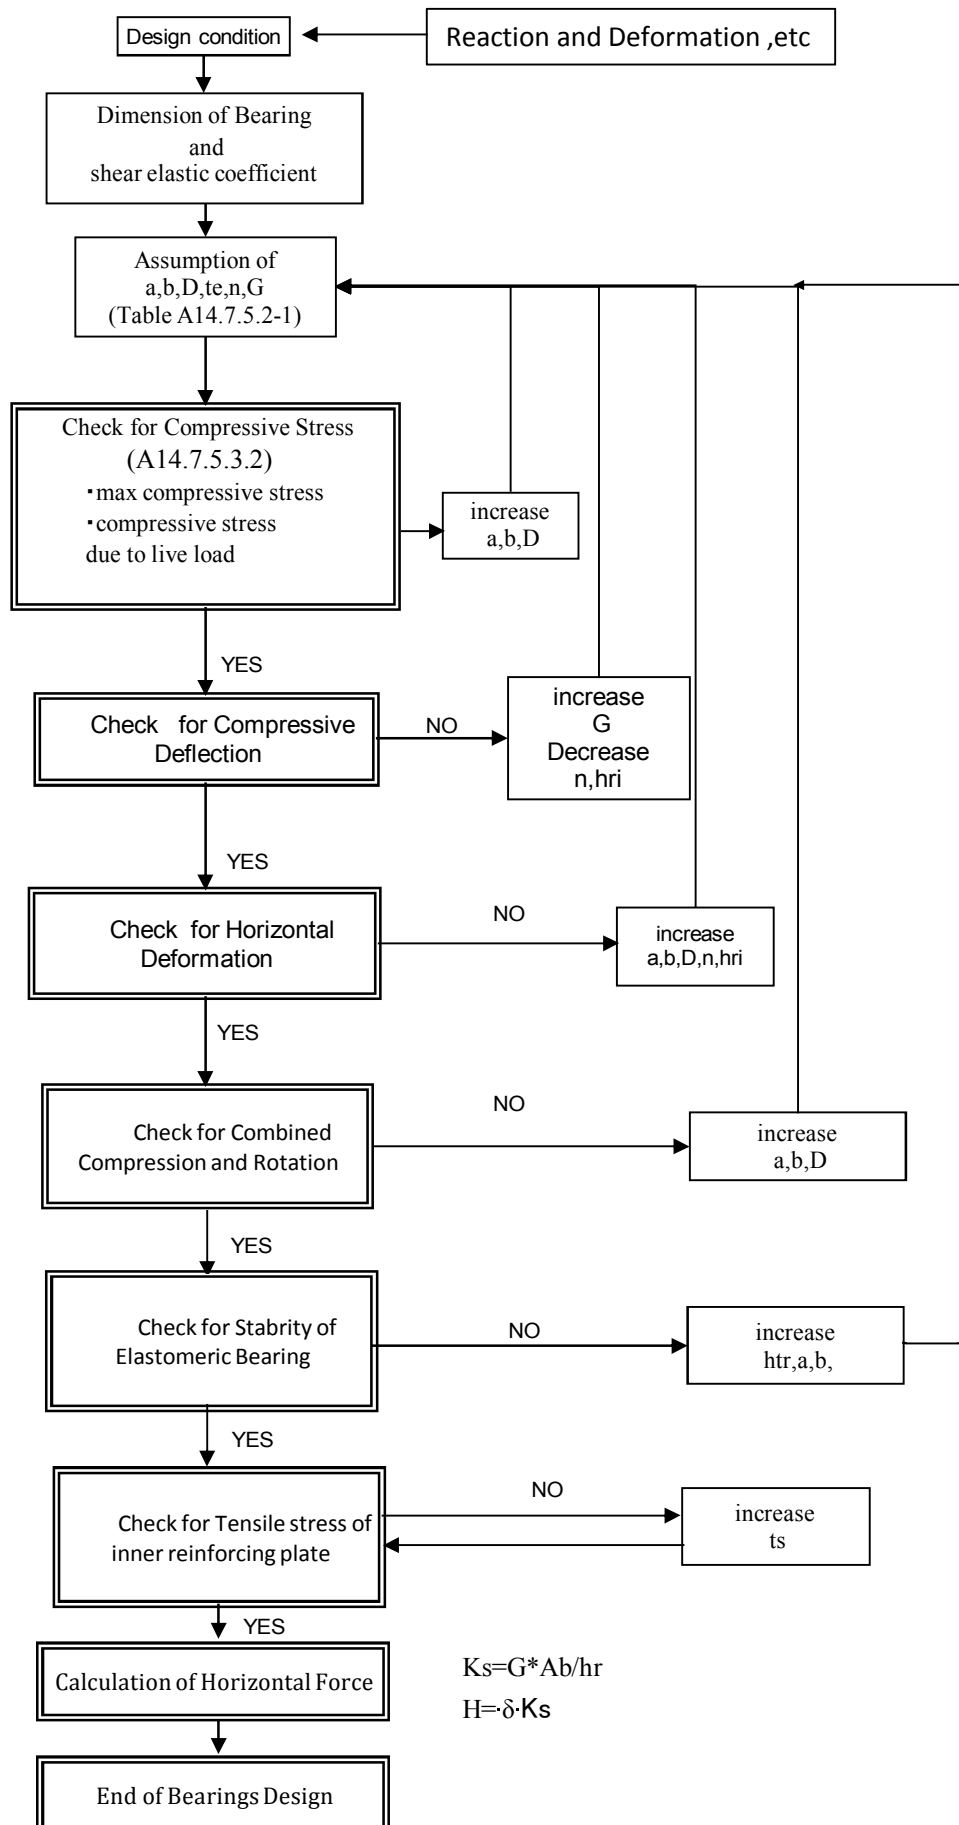 Design condition
Reaction and Deformation ,etc
Dimension of Bearing
and
shear elastic coefficient
Assumption of
a,b,D,te,n,G
(Table A14.7.5.2-1)
Check for Compressive Stress
(A14.7.5.3.2)
・max compressive stress
・compressive stress
due to live load
increase
a,b,D
YES
Check for Compressive
Deflection
NO
increase
G
Decrease
n,hri
YES
Check for Horizontal
Deformation
NO
increase
a,b,D,n,hri
YES
Check for Combined
Compression and Rotation
NO
increase
a,b,D
YES
Check for Stabrity of
Elastomeric Bearing
NO
increase
htr,a,b,
YES
Check for Tensile stress of
inner reinforcing plate
NO
increase
ts
YES
Calculation of Horizontal Force
Ks=G*Ab/hr
H=·δ·Ks
End of Bearings Design